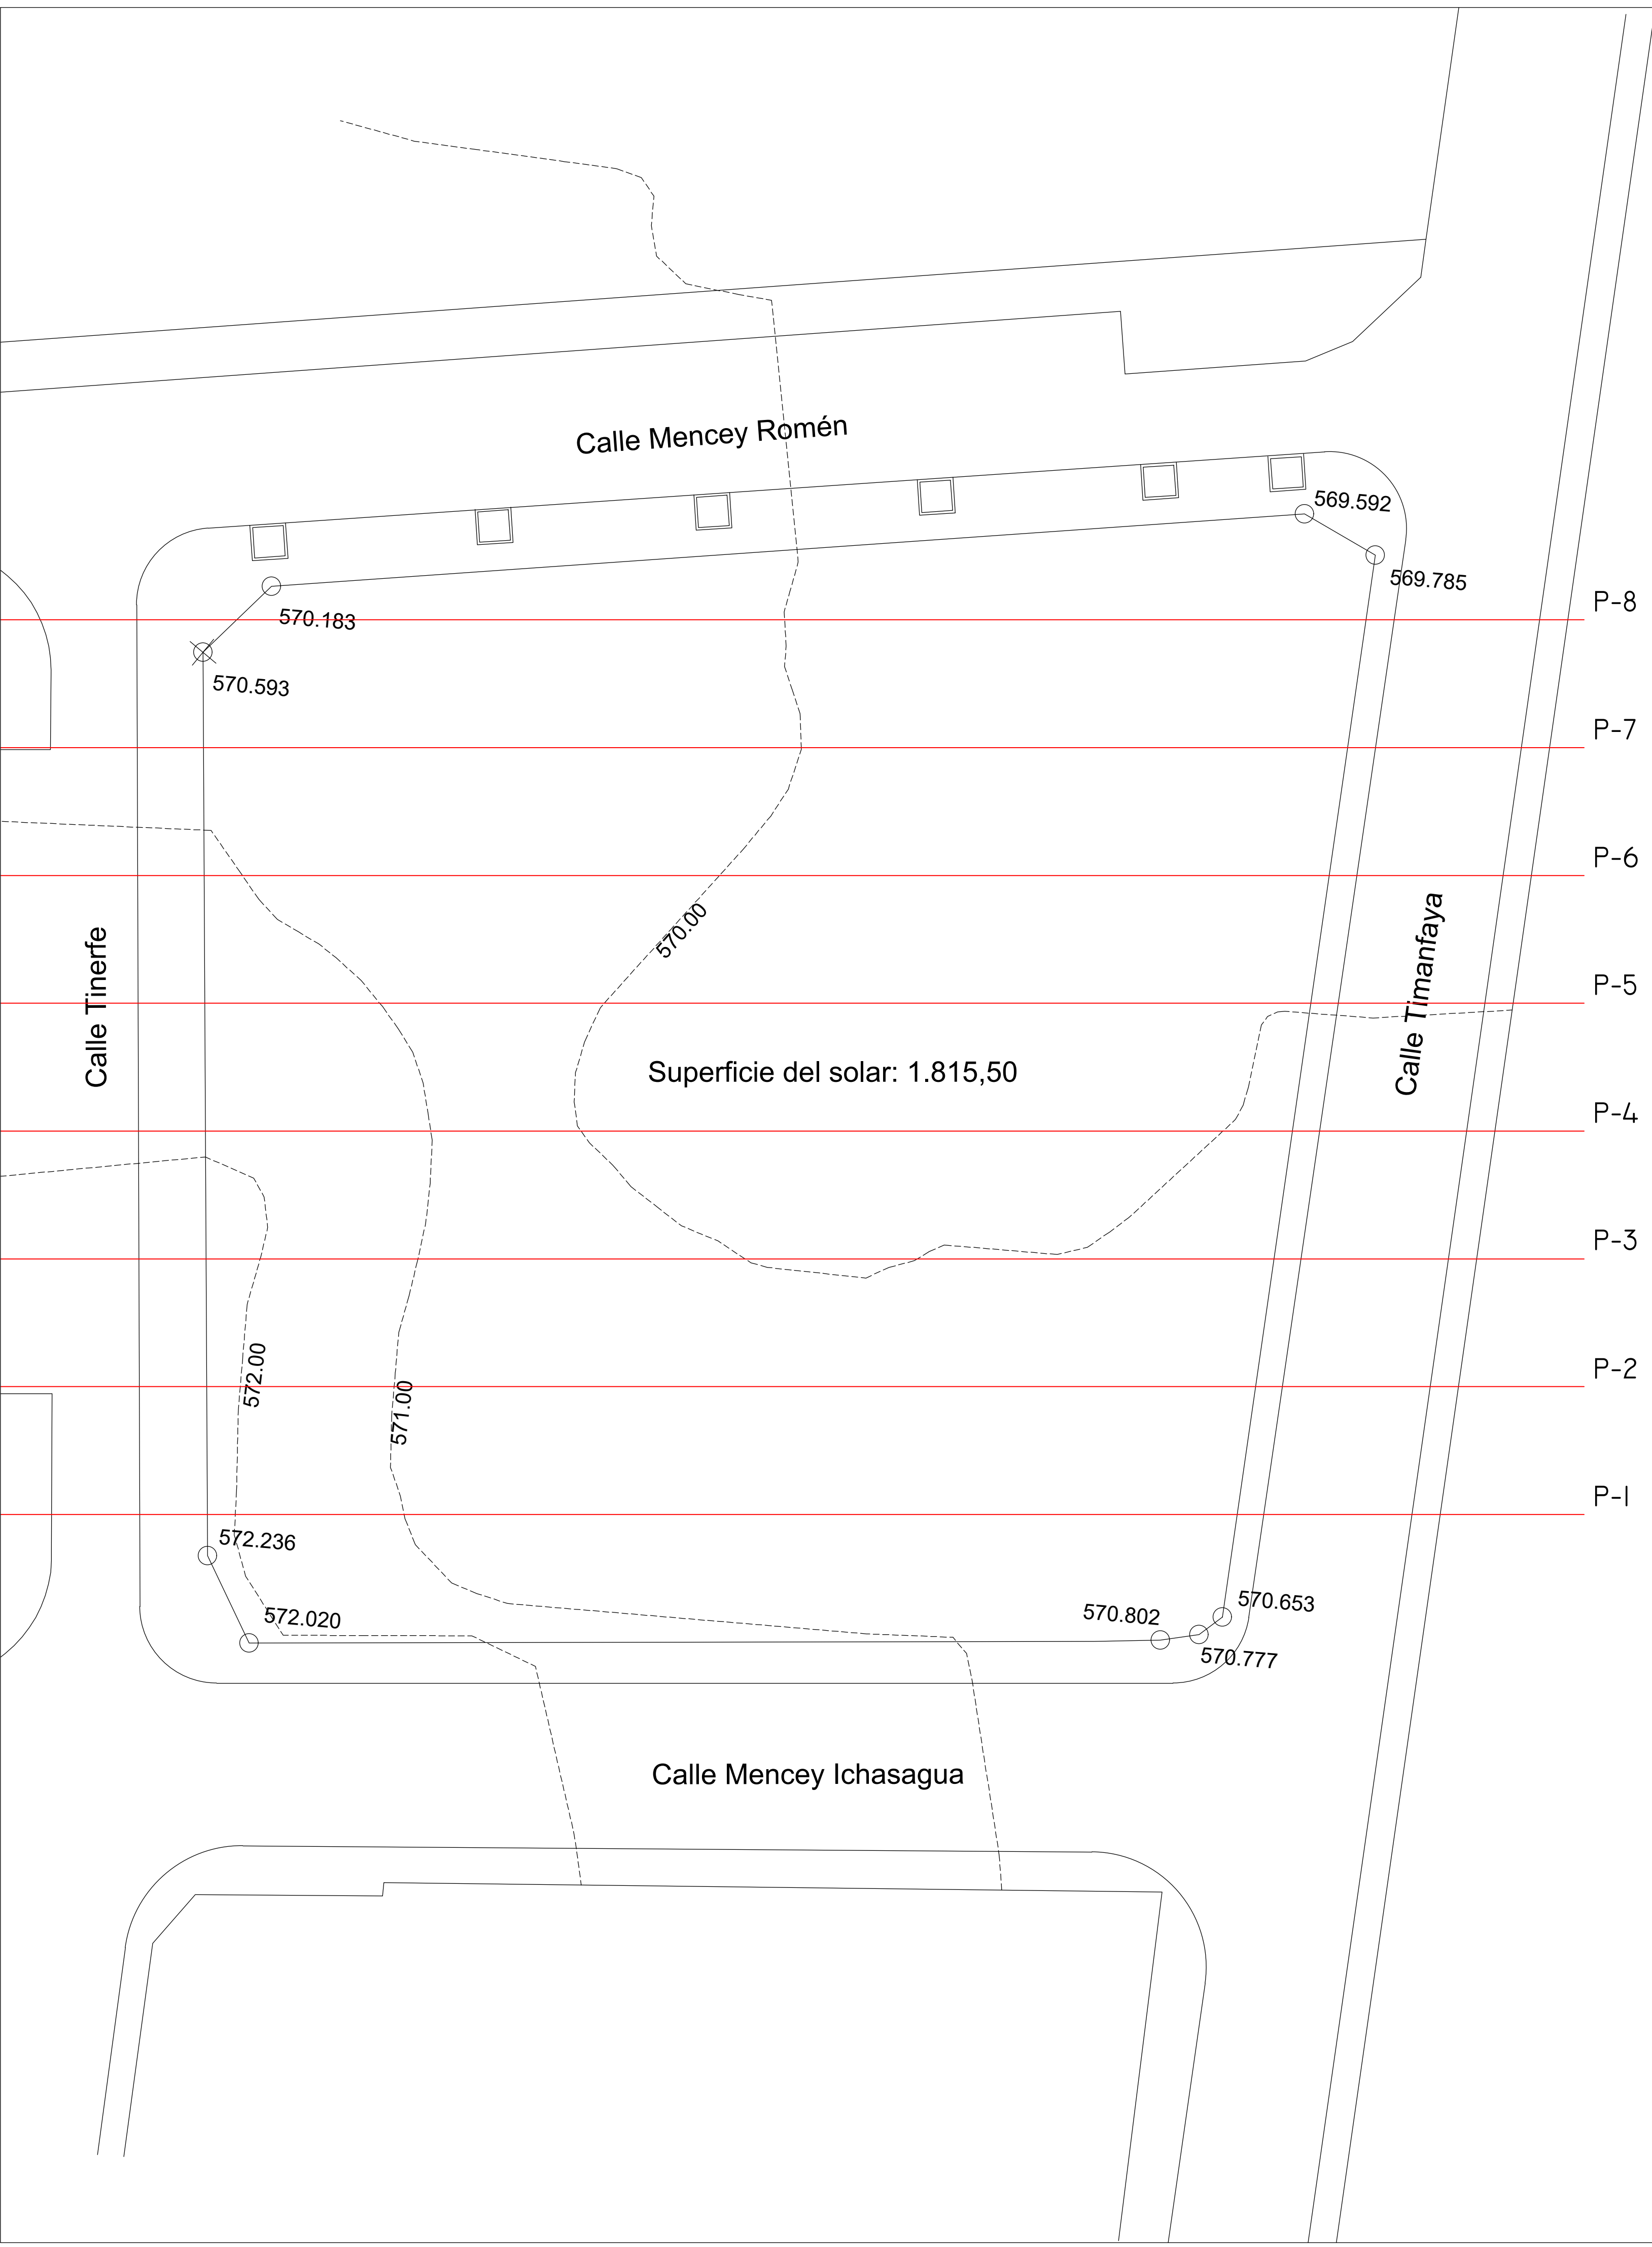 Calle Mencey Romén
569.592
569.785
P-8
570.183
570.593
P-7
P-6
570.00
Calle Tinerfe
Calle Timanfaya
P-5
Superficie del solar: 1.815,50
P-4
P-3
572.00
P-2
571.00
P-1
572.236
572.020
570.802
570.653
570.777
Calle Mencey Ichasagua